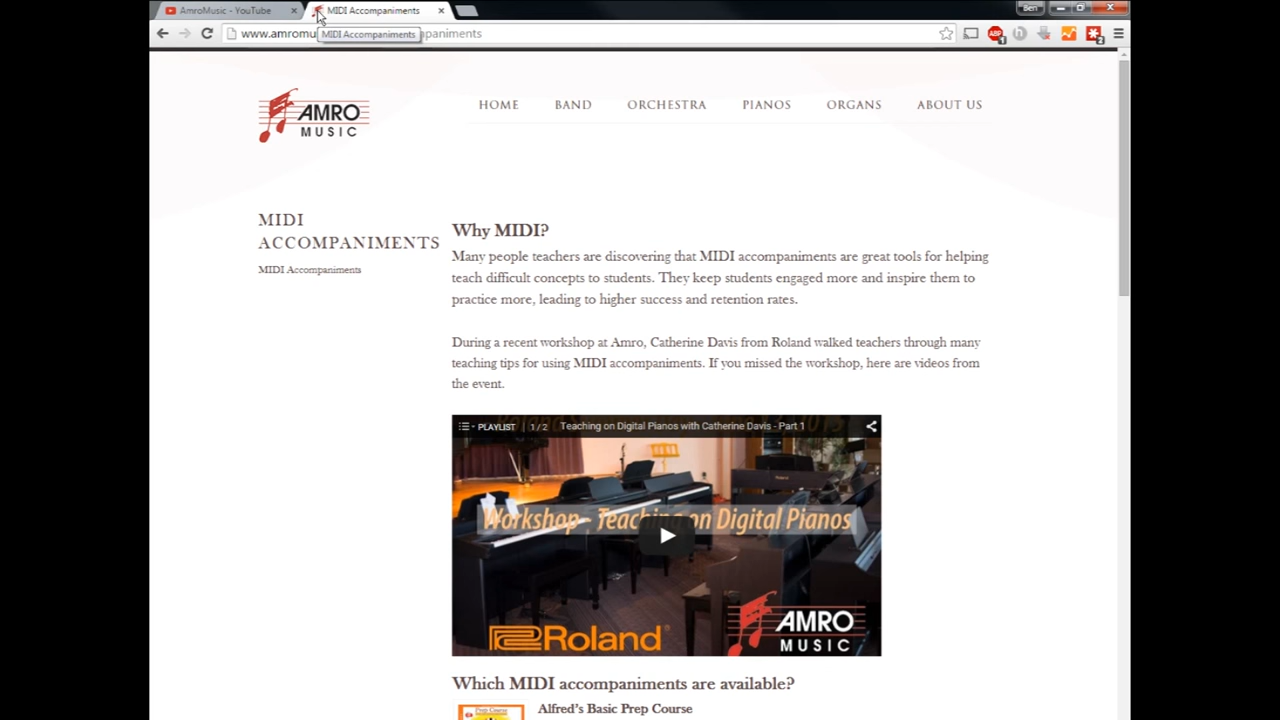 AmroMusic - YouTube
MIDI Accompaniments
Ben
MIDI Accompaniments
AMRO
MUSIC
HOME BAND ORCHESTRA PIANOS ORGANS ABOUT US
MIDI
ACCOMPANIMENTS
MIDI Accompaniments
Why MIDI?
Many people teachers are discovering that MIDI accompaniments are great tools for helping
teach difficult concepts to students. They keep students engaged more and inspire them to
practice more, leading to higher success and retention rates.
During a recent workshop at Amro, Catherine Davis from Roland walked teachers through many
teaching tips for using MIDI accompaniments. If you missed the workshop, here are videos from
the event.
PLAYLIST 1/2 Teaching on Digital Pianos with Catherine Davis - Part 1
Workshop - Teaching on Digital Pianos
Roland
AMRO
MUSIC
Which MIDI accompaniments are available?
Alfred's Basic Prep Course
Prep Course